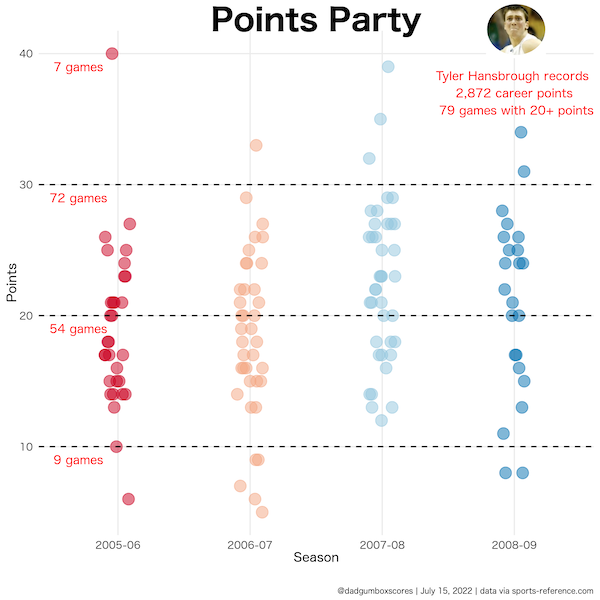 Points Party
Tyler Hansbrough records
2,872 career points
79 games with 20+ points
40
7 games
30
72 games
Points
20
54 games
10
9 games
2005-06
2006-07
2007-08
2008-09
Season
@dadgumboxscores | July 15, 2022 | data via sports-reference.com